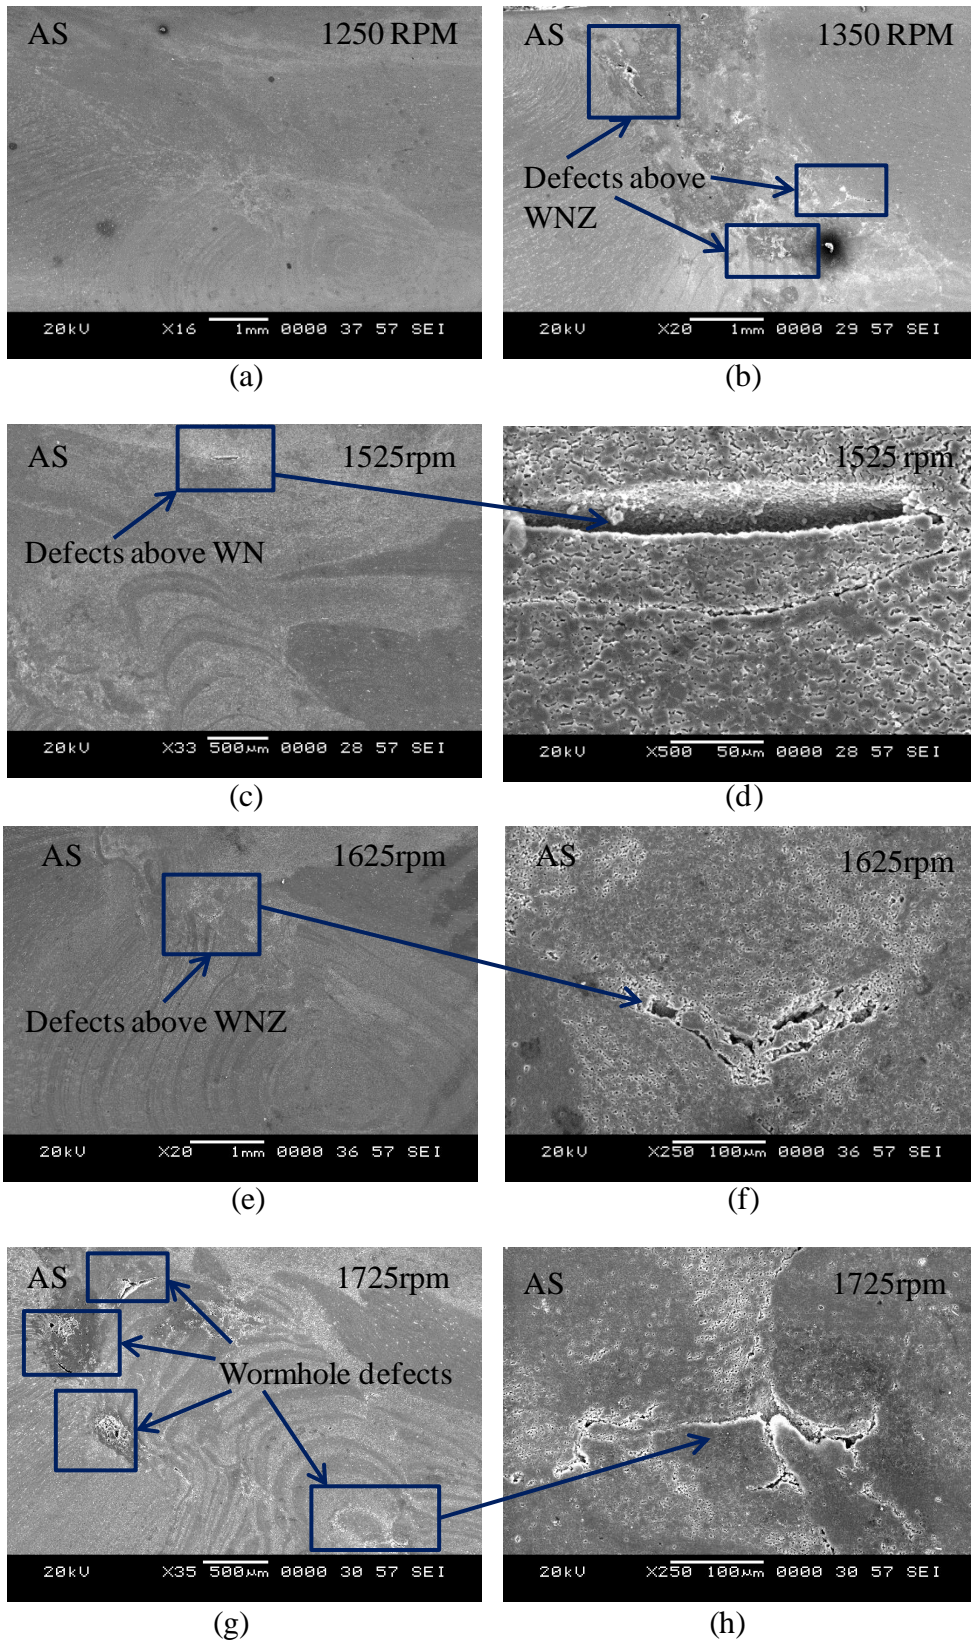 AS 1250 RPM
20kV X16 1mm 0000 37 57 SEI
(a)
AS 1350 RPM
Defects above
WNZ
20kV X20 1mm 0000 29 57 SEI
(b)
AS 1525rpm
Defects above WN
20kV X33 500µm 0000 28 57 SEI
(c)
1525 rpm
20kV X500 50µm 0000 28 57 SEI
(d)
AS 1625rpm
Defects above WNZ
20kV X20 1mm 0000 36 57 SEI
(e)
AS 1625rpm
20kV X250 100µm 0000 36 57 SEI
(f)
AS 1725rpm
Wormhole defects
20kV X35 500µm 0000 30 57 SEI
(g)
AS 1725rpm
20kV X250 100µm 0000 30 57 SEI
(h)